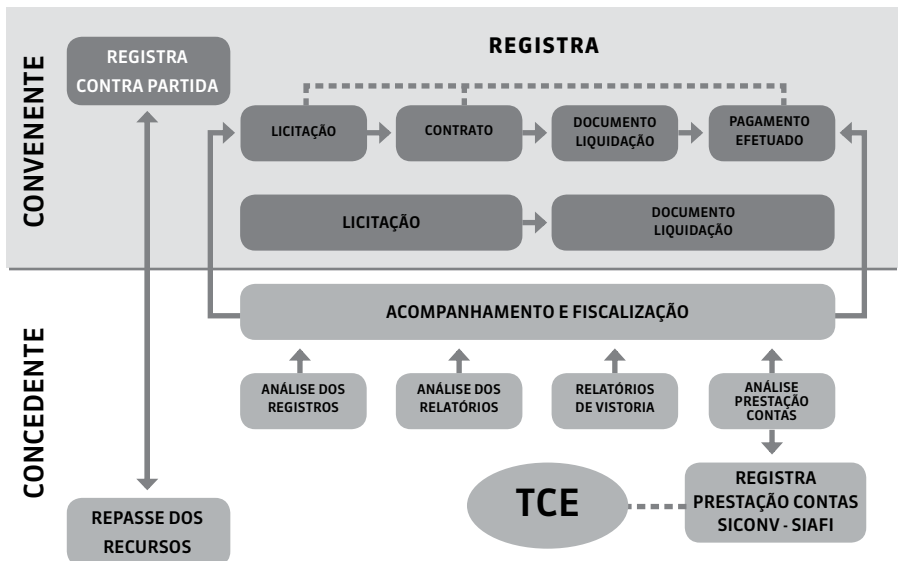 CONVENENTE
REGISTRA
CONTRA PARTIDA
REGISTRA
LICITAÇÃO
CONTRATO
DOCUMENTO
LIQUIDAÇÃO
PAGAMENTO
EFETUADO
LICITAÇÃO
DOCUMENTO
LIQUIDAÇÃO
CONCEDENTE
ACOMPANHAMENTO E FISCALIZAÇÃO
ANÁLISE DOS
REGISTROS
ANÁLISE DOS
RELATÓRIOS
RELATÓRIOS
DE VISTORIA
ANÁLISE
PRESTAÇÃO
CONTAS
REPASSE DOS
RECURSOS
TCE
REGISTRA
PRESTAÇÃO CONTAS
SICONV - SIAFI